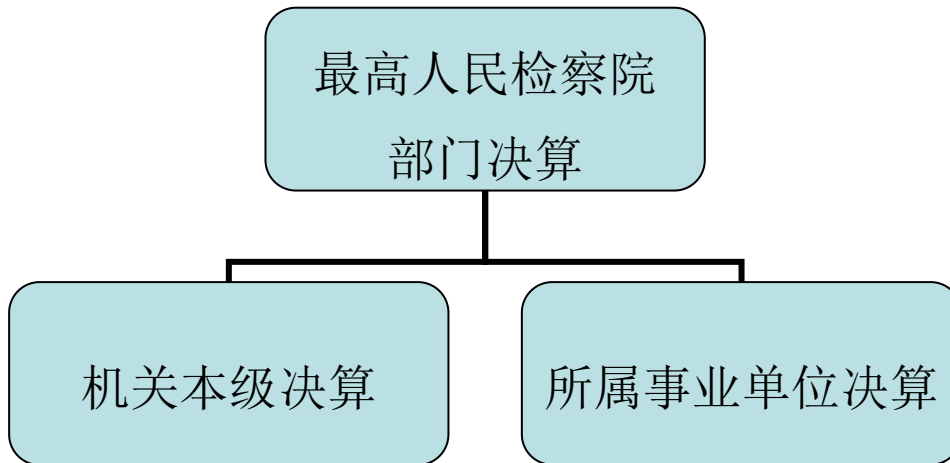 最高人民检察院
部门决算
机关本级决算
所属事业单位决算